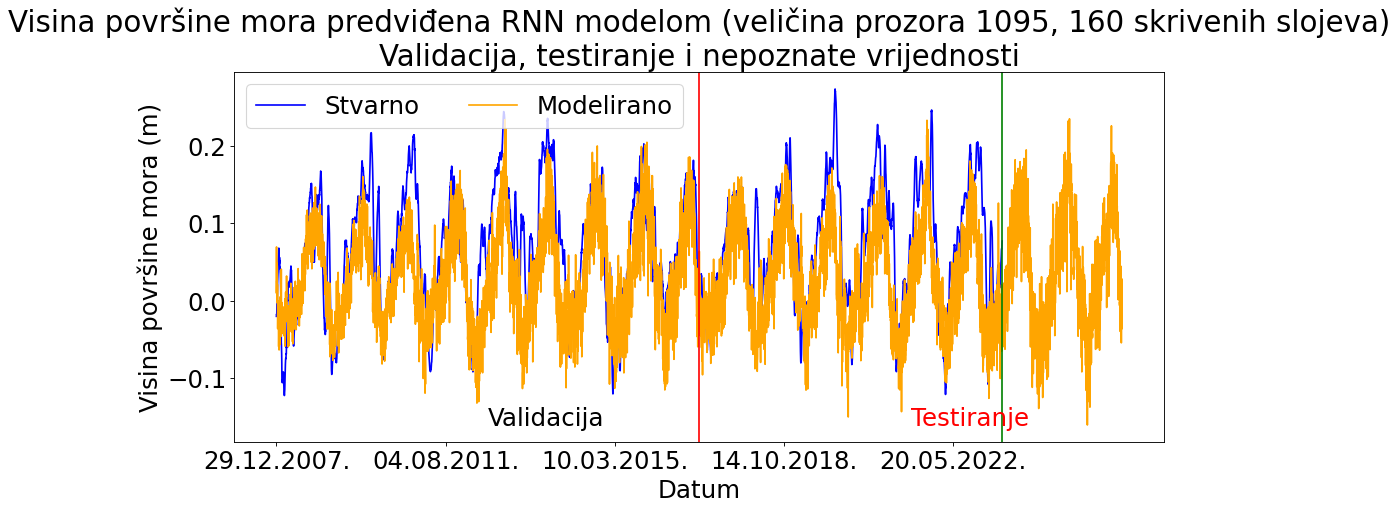 Visina površine mora predviđena RNN modelom (veličina prozora 1095, 160 skrivenih slojeva)
Validacija, testiranje i nepoznate vrijednosti
Stvarno
Modelirano
Visina površine mora (m)
0.2
0.1
0.0
−0.1
Validacija
Testiranje
29.12.2007.
04.08.2011.
10.03.2015.
14.10.2018.
20.05.2022.
Datum